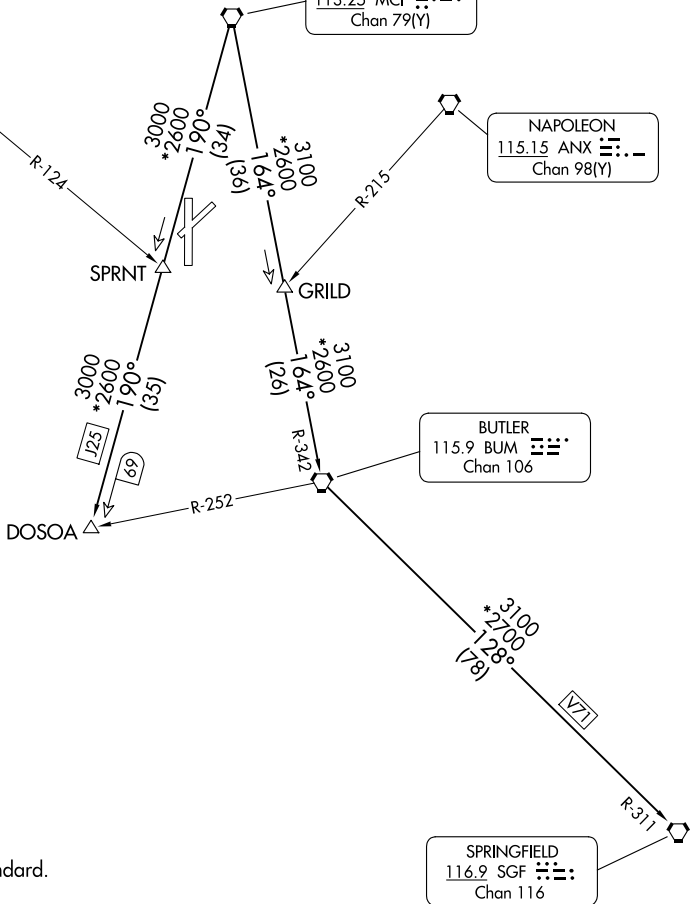 MCI
Chan 79(Y)
NAPOLEON
115.15 ANX
Chan 98(Y)
3000
*2600
190°
(34)
3100
*2600
164°
(36)
R-124
R-215
SPRNT
GRILD
3000
*2600
190°
(35)
3100
*2600
164°
(26)
J25
69
R-342
BUTLER
115.9 BUM
Chan 106
R-252
DOSOA
3100
*2700
128°
(78)
V71
R-311
ndard.
SPRINGFIELD
116.9 SGF
Chan 116